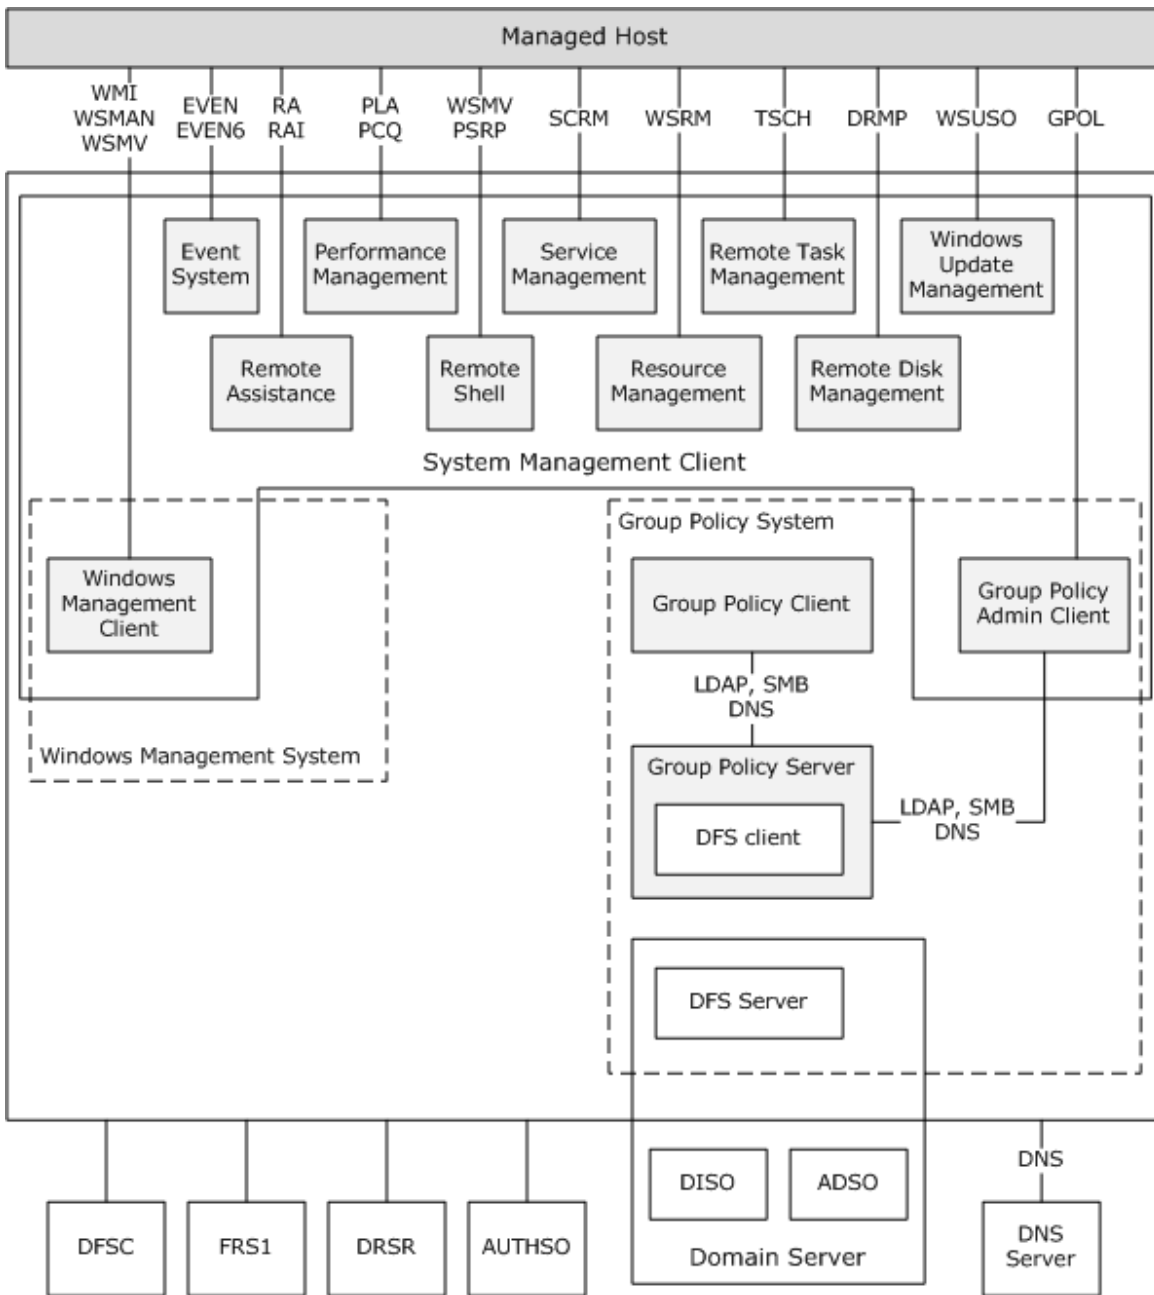 Managed Host
WMI
WSMAN
WSMV
EVEN
EVEN6
RA
RAI
PLA
PCQ
WSMV
PSRP
SCRM
WSRM
TSCH
DRMP
WSUSO
GPOL
Event
System
Performance
Management
Service
Management
Remote Task
Management
Windows
Update
Management
Remote
Assistance
Remote
Shell
Resource
Management
Remote Disk
Management
System Management Client
Group Policy System
Windows
Management
Client
Group Policy Client
Group Policy
Admin Client
LDAP, SMB
DNS
Windows Management System
Group Policy Server
DFS client
LDAP, SMB
DNS
DFS Server
DISO
ADSO
Domain Server
DNS
DFSC
FRS1
DRSR
AUTHSO
DNS
Server